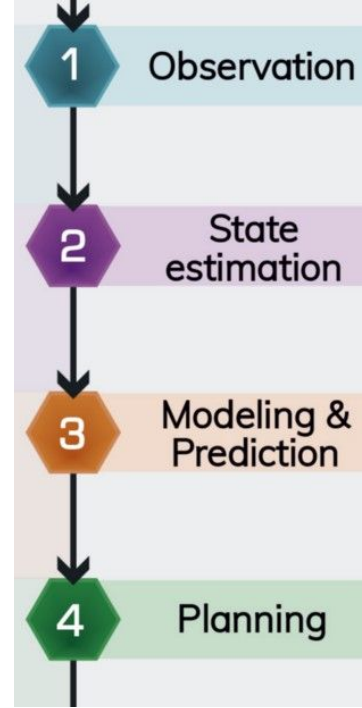 1
Observation
2
State
estimation
3
Modeling &
Prediction
4
Planning